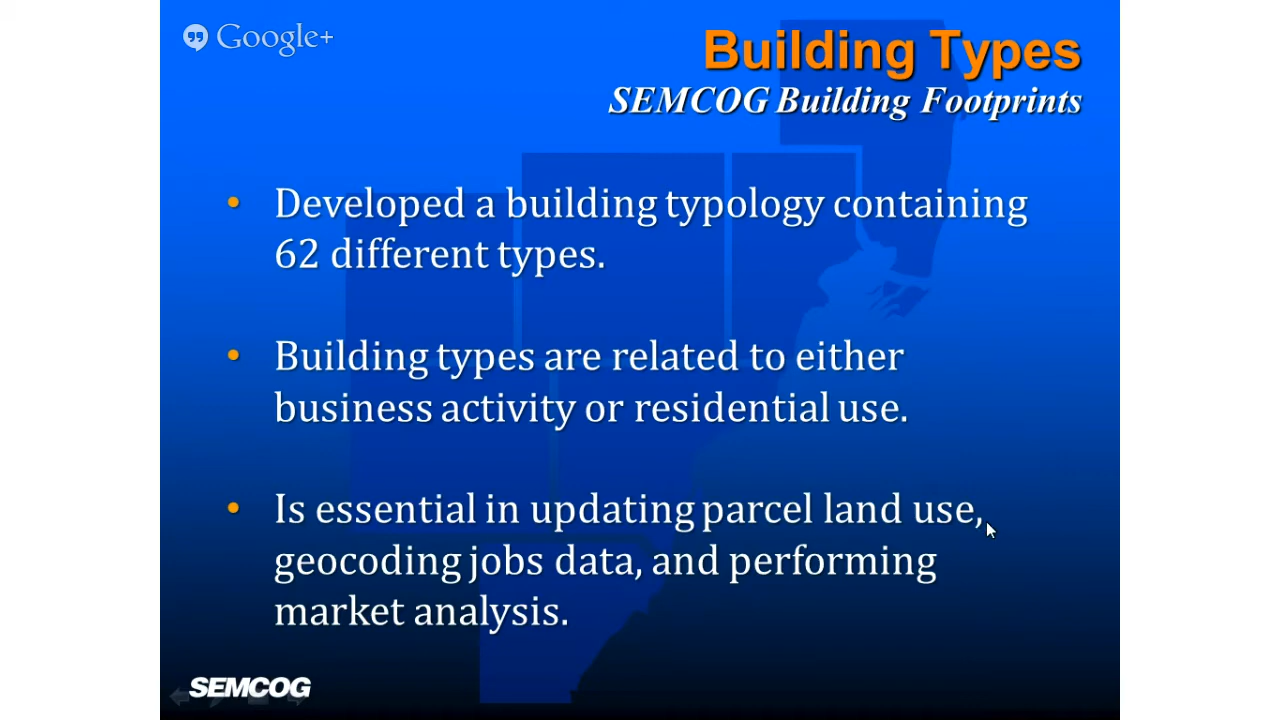 Google+
Building Types
SEMCOG Building Footprints
• Developed a building typology containing
62 different types.
• Building types are related to either
business activity or residential use.
• Is essential in updating parcel land use,
geocoding jobs data, and performing
market analysis.
SEMCOG